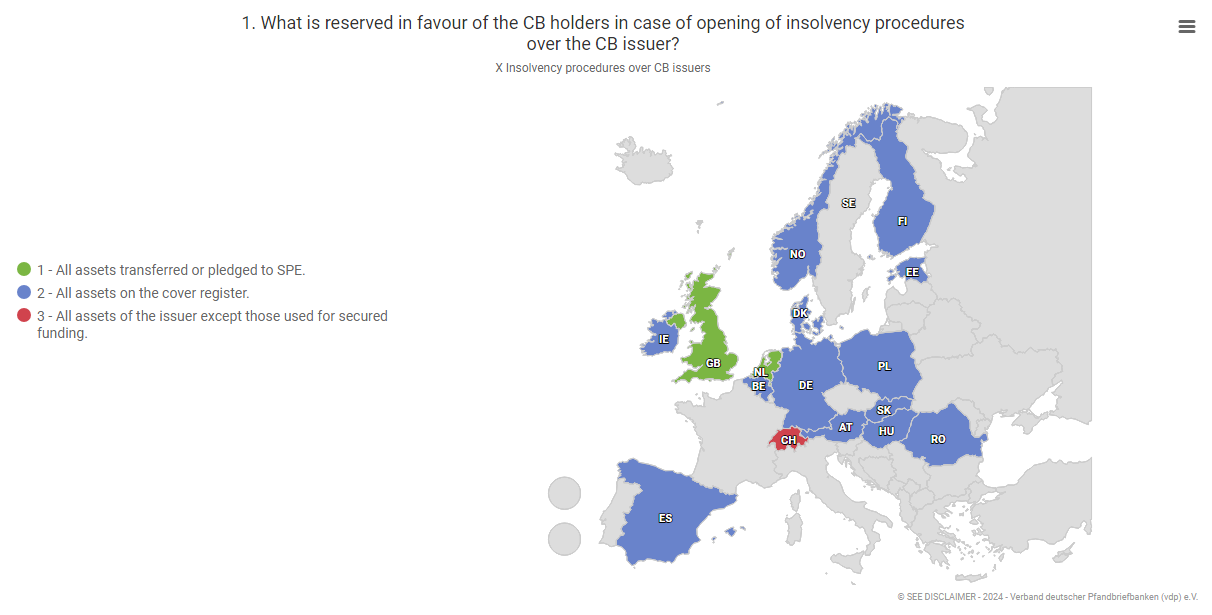 1. What is reserved in favour of the CB holders in case of opening of insolvency procedures
over the CB issuer?
X Insolvency procedures over CB issuers
1 - All assets transferred or pledged to SPE.
2 - All assets on the cover register.
3 - All assets of the issuer except those used for secured
funding.
SE
FI
NO
EE
DK
IE
GB
NL
BE
DE
PL
SK
AT
HU
CH
RO
ES
© SEE DISCLAIMER - 2024 - Verband deutscher Pfandbriefbanken (vdp) e.V.